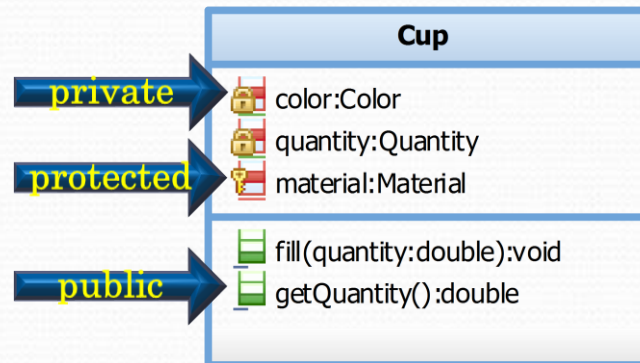 Cup
private
color:Color
quantity:Quantity
protected
material:Material
fill(quantity:double):void
public
getQuantity():double